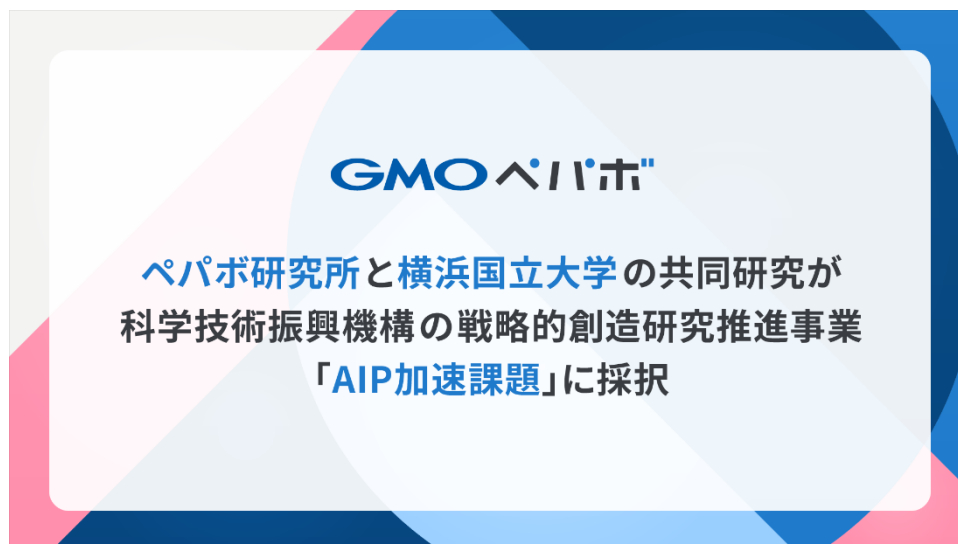 GMOペパボ
ペパボ研究所と横浜国立大学の共同研究が
科学技術振興機構の戦略的創造研究推進事業
「AIP加速課題」に採択